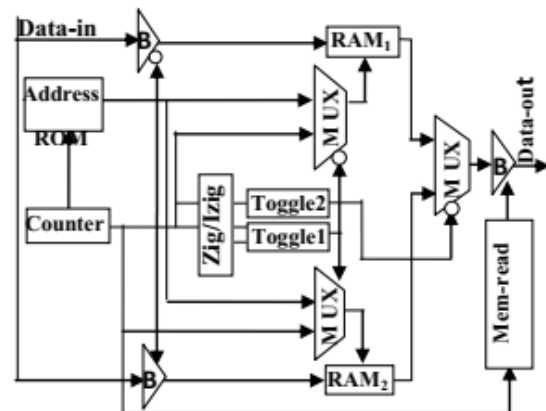 Data-in
B
RAM₁
Address
ROM
M UX
M UX
B
Data-out
Counter
Zig/Izig
Toggle2
Toggle1
M UX
Mem-read
B
RAM₂